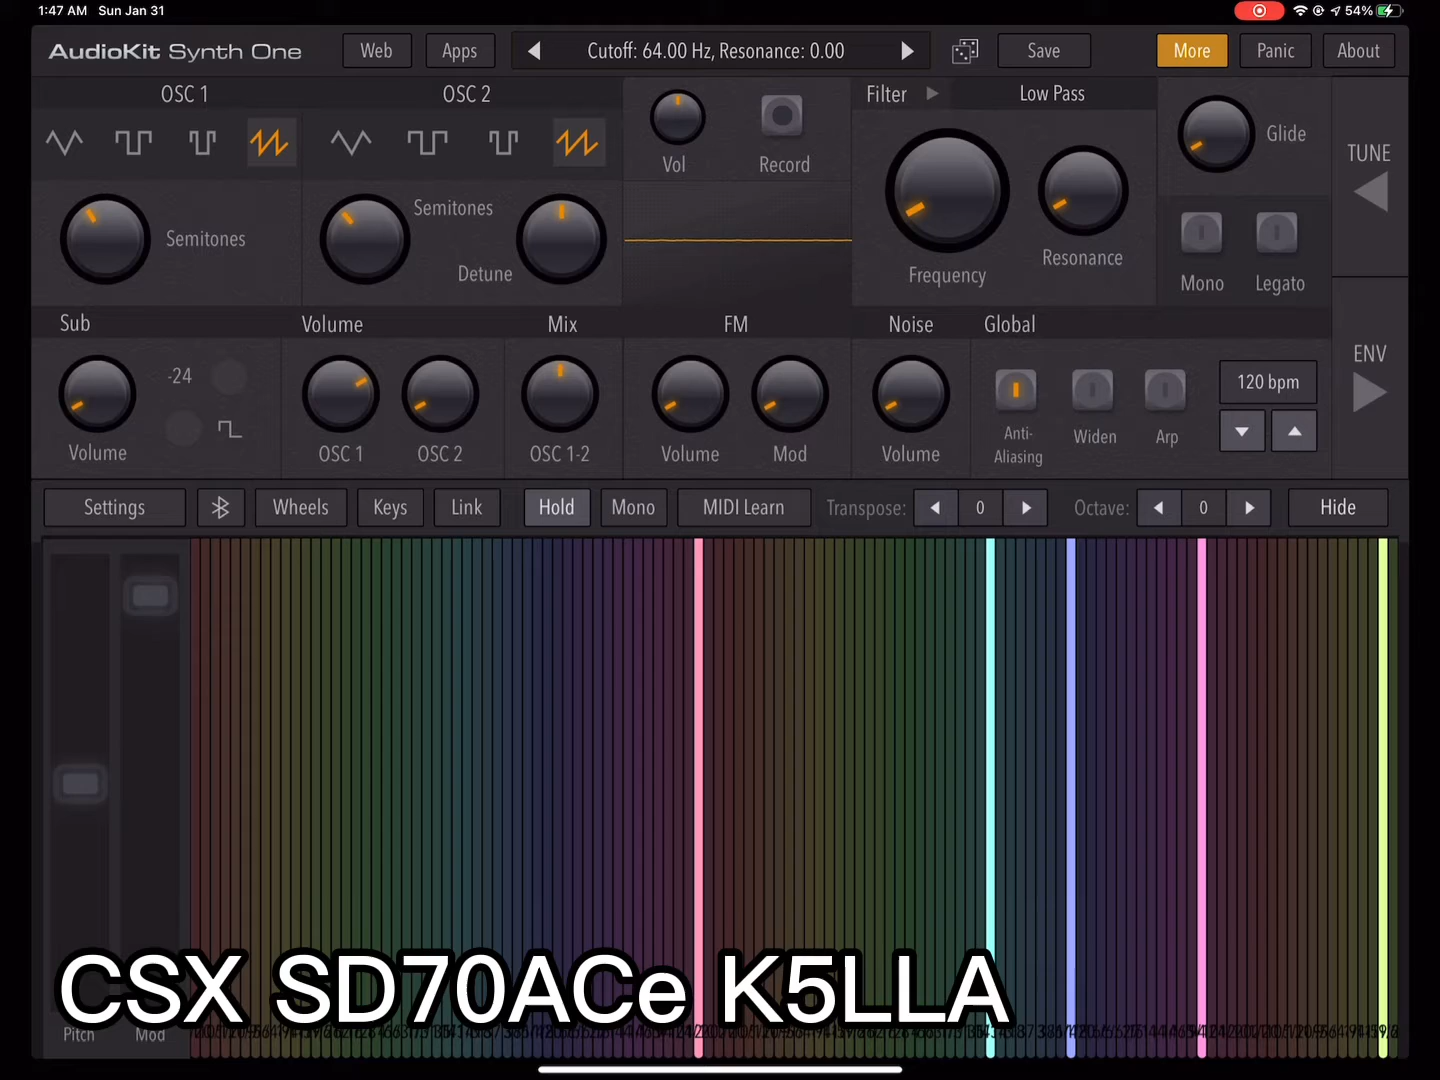 1:47 AM Sun Jan 31
54%
AudioKit Synth One
Web
Apps
Cutoff: 64.00 Hz, Resonance: 0.00
Save
More
Panic
About
OSC 1
OSC 2
Vol
Record
Filter
Low Pass
Glide
TUNE
Semitones
Semitones
Detune
Frequency
Resonance
Mono
Legato
Sub
Volume
Mix
FM
Noise
Global
ENV
-24
120 bpm
Volume
OSC 1
OSC 2
OSC 1-2
Volume
Mod
Volume
Anti-
Aliasing
Widen
Arp
Settings
Wheels
Keys
Link
Hold
Mono
MIDI Learn
Transpose:
0
Octave:
0
Hide
CSX SD70ACe K5LLA
Pitch
Mod